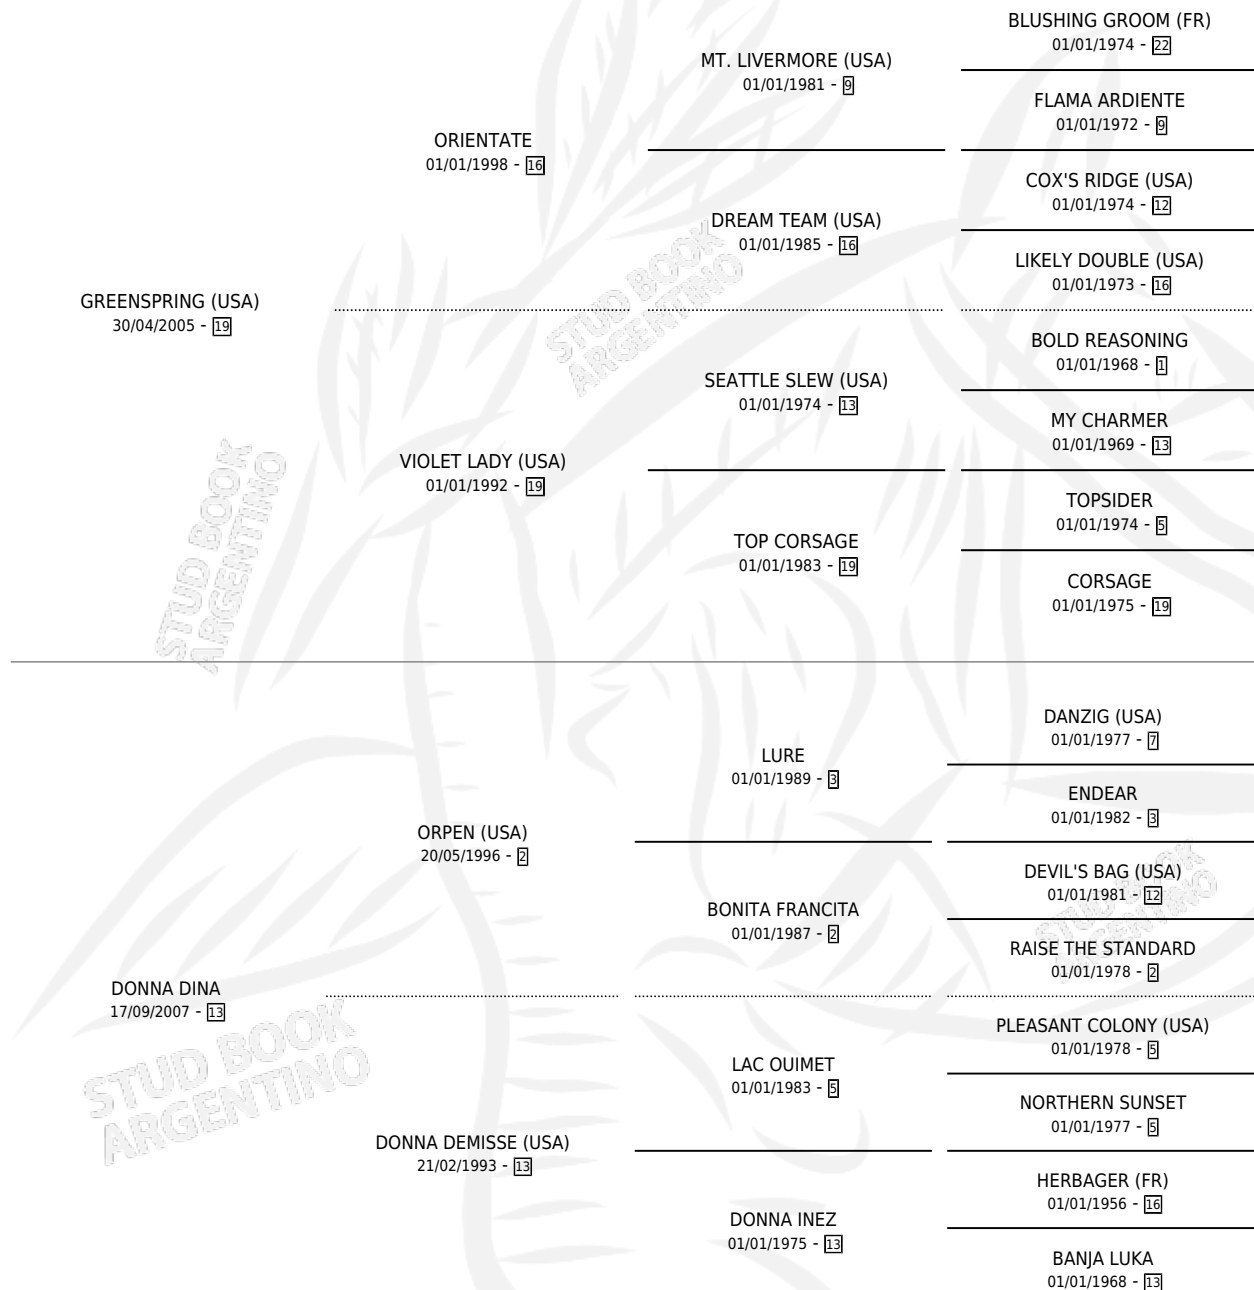 BLUSHING GROOM (FR)
01/01/1974 - 22
MT. LIVERMORE (USA)
01/01/1981 - 9
FLAMA ARDIENTE
01/01/1972 - 9
ORIENTATE
01/01/1998 - 16
COX'S RIDGE (USA)
01/01/1974 - 12
DREAM TEAM (USA)
01/01/1985 - 16
LIKELY DOUBLE (USA)
01/01/1973 - 16
GREENSPRING (USA)
30/04/2005 - 19
STUD BOOK
ARGENTINO
BOLD REASONING
01/01/1968 - 1
SEATTLE SLEW (USA)
01/01/1974 - 13
MY CHARMER
01/01/1969 - 13
VIOLET LADY (USA)
01/01/1992 - 19
TOPSIDER
01/01/1974 - 5
TOP CORSAGE
01/01/1983 - 19
CORSAGE
01/01/1975 - 19
STUD BOOK
ARGENTINO
DANZIG (USA)
01/01/1977 - 7
LURE
01/01/1989 - 3
ENDEAR
01/01/1982 - 3
ORPEN (USA)
20/05/1996 - 2
DEVIL'S BAG (USA)
01/01/1981 - 12
BONITA FRANCITA
01/01/1987 - 2
RAISE THE STANDARD
01/01/1978 - 2
STUD BOOK
ARGENTINO
DONNA DINA
17/09/2007 - 13
STUD BOOK
ARGENTINO
PLEASANT COLONY (USA)
01/01/1978 - 5
LAC OUIMET
01/01/1983 - 5
NORTHERN SUNSET
01/01/1977 - 5
DONNA DEMISSE (USA)
21/02/1993 - 13
HERBAGER (FR)
01/01/1956 - 16
DONNA INEZ
01/01/1975 - 13
BANJA LUKA
01/01/1968 - 13